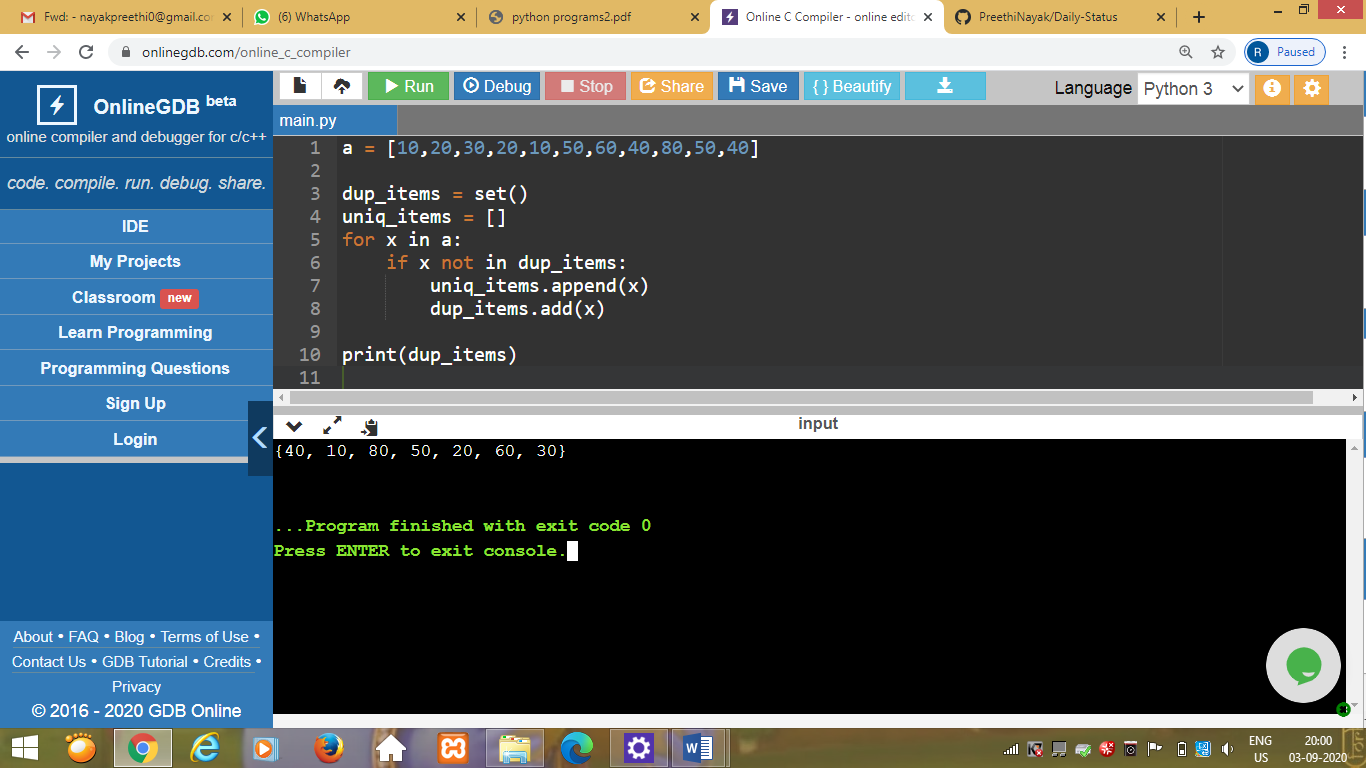 Fwd: - nayakpreethi0@gmail.co
(6) WhatsApp
python programs2.pdf
Online C Compiler - online edito
PreethiNayak/Daily-Status
onlinegdb.com/online_c_compiler
R Paused
Run Debug Stop Share Save { } Beautify
Language Python 3
OnlineGDB beta
online compiler and debugger for c/c++
code. compile. run. debug. share.
IDE
My Projects
Classroom new
Learn Programming
Programming Questions
Sign Up
Login
About • FAQ • Blog • Terms of Use •
Contact Us • GDB Tutorial • Credits •
Privacy
© 2016 - 2020 GDB Online
main.py
1 a = [10,20,30,20,10,50,60,40,80,50,40]
2
3 dup_items = set()
4 uniq_items = []
5 for x in a:
6     if x not in dup_items:
7         uniq_items.append(x)
8         dup_items.add(x)
9
10 print(dup_items)
11
input
{40, 10, 80, 50, 20, 60, 30}
...Program finished with exit code 0
Press ENTER to exit console.
ENG
US
20:00
03-09-2020